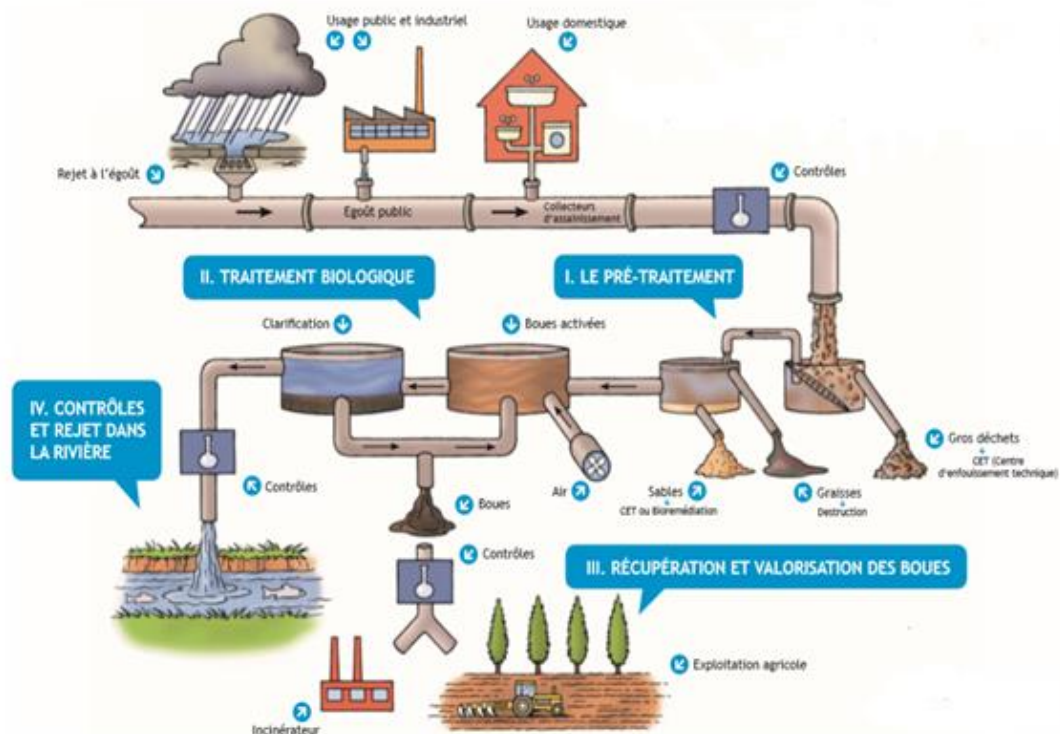 Usage public et industriel
Usage domestique
Rejet à l'égoût
Contrôles
Egoût public
Collecteurs
d'assainissement
II. TRAITEMENT BIOLOGIQUE
I. LE PRÉ-TRAITEMENT
Clarification
Boues activées
IV. CONTRÔLES
ET REJET DANS
LA RIVIÈRE
Gros déchets
CET (Centre
d'enfouissement technique)
Contrôles
Boues
Air
Sables
CET ou Bioremédiation
Graisses
Destruction
Contrôles
III. RÉCUPÉRATION ET VALORISATION DES BOUES
Exploitation agricole
Incinérateur